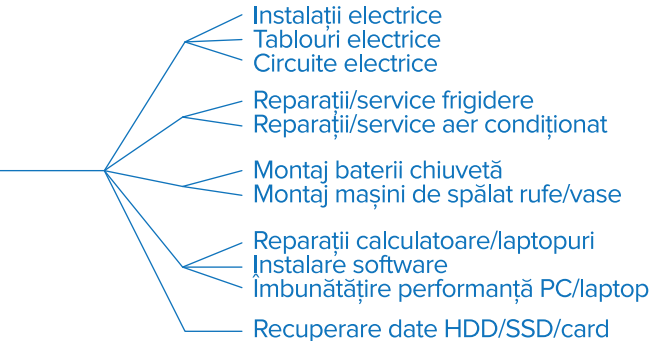 Instalații electrice
Tablouri electrice
Circuite electrice
Reparații/service frigidere
Reparații/service aer condiționat
Montaj baterii chiuvetă
Montaj mașini de spălat rufe/vase
Reparații calculatoare/laptopuri
Instalare software
Îmbunătățire performanță PC/laptop
Recuperare date HDD/SSD/card